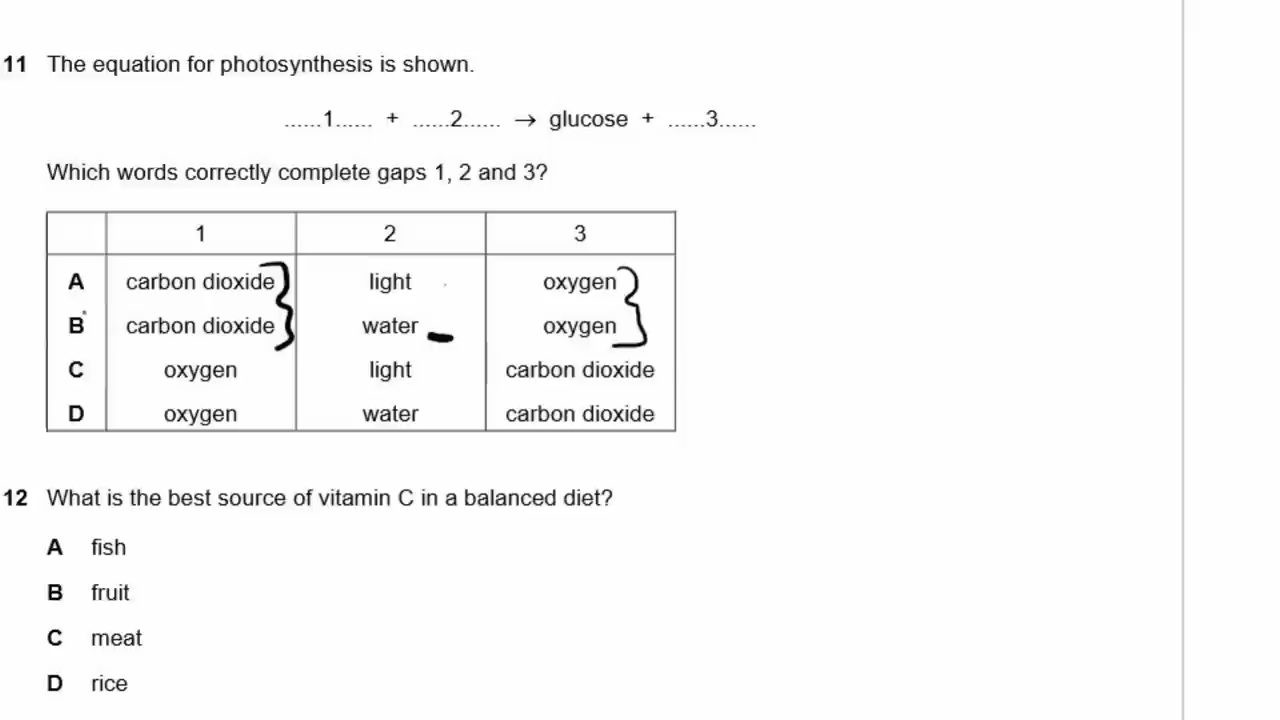 11 The equation for photosynthesis is shown.
......1...... + ......2...... → glucose + ......3......
Which words correctly complete gaps 1, 2 and 3?
1 2 3
A carbon dioxide light oxygen
B carbon dioxide water oxygen
C oxygen light carbon dioxide
D oxygen water carbon dioxide
12 What is the best source of vitamin C in a balanced diet?
A fish
B fruit
C meat
D rice